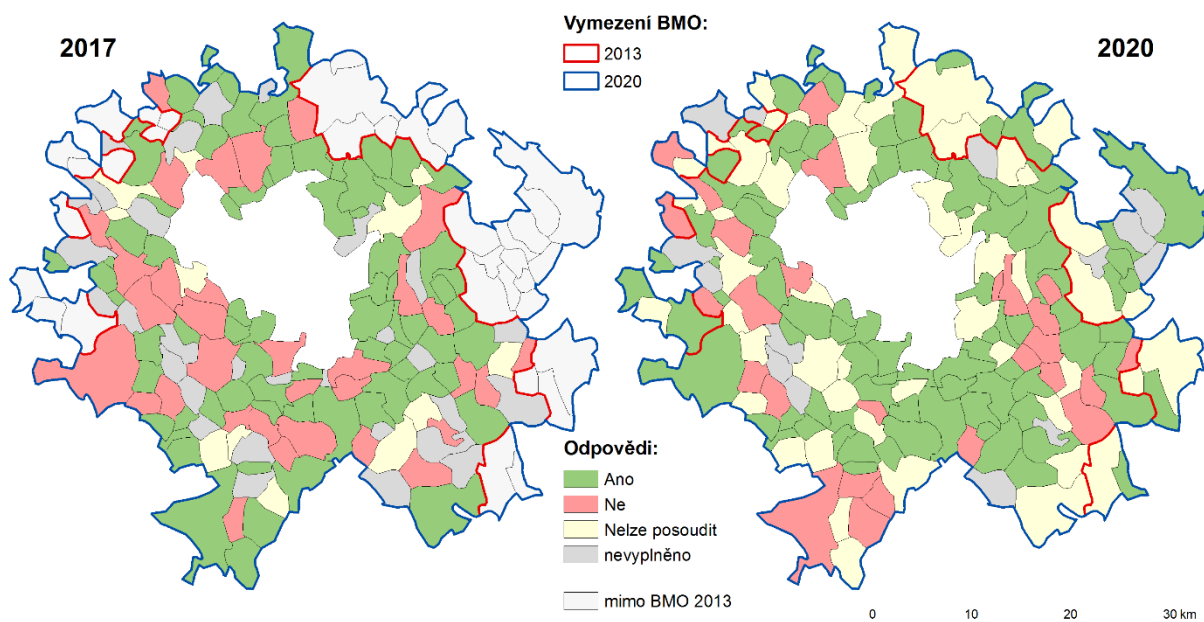 2017
Vymezení BMO:
2013
2020
2020
Odpovědi:
Ano
Ne
Nelze posoudit
nevyplněno
mimo BMO 2013
0 10 20 30 km